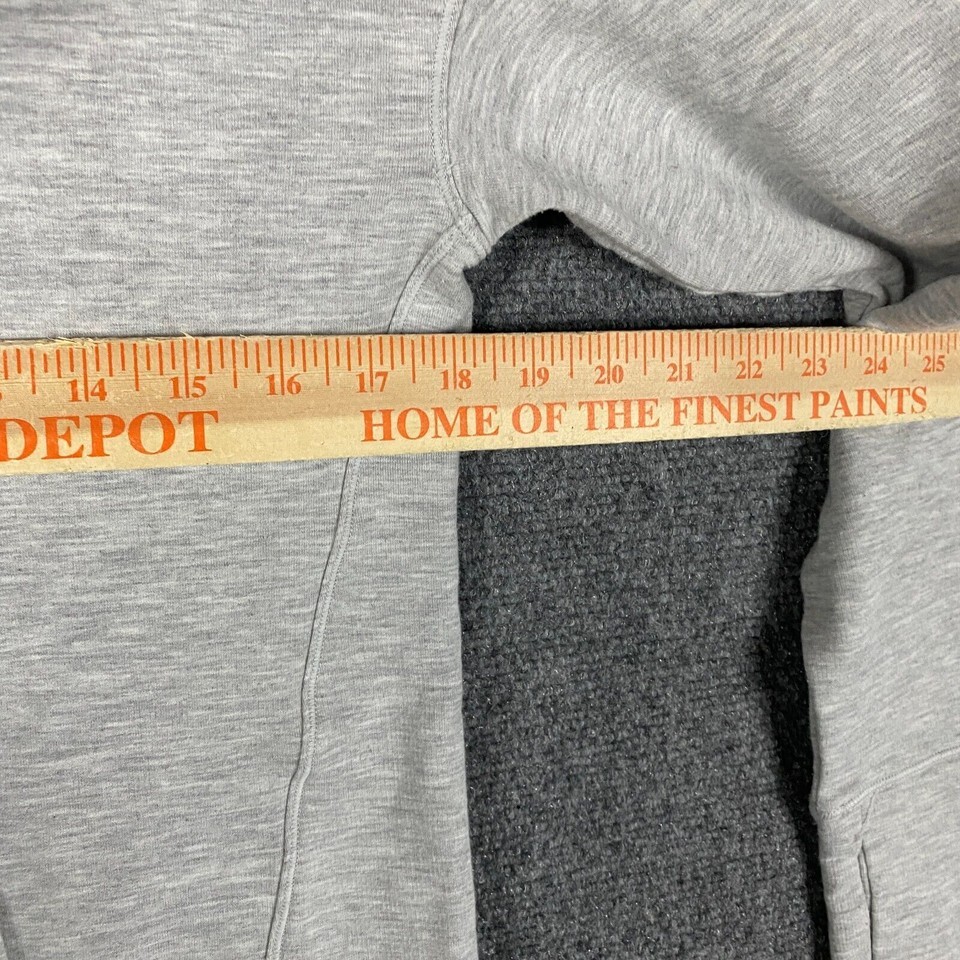 14 15 16 17 18 19 20 21 22 23 24 25
DEPOT HOME OF THE FINEST PAINTS